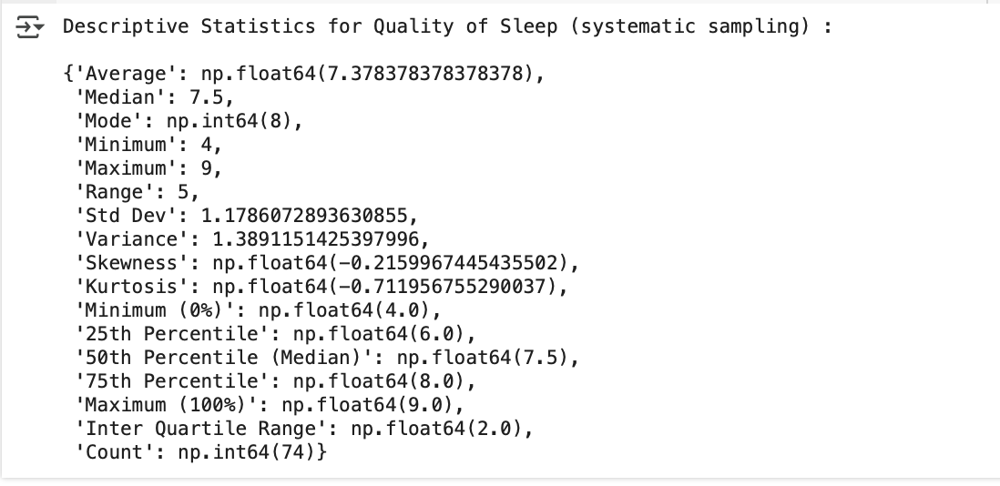 Descriptive Statistics for Quality of Sleep (systematic sampling) :
{'Average': np.float64(7.378378378378378),
'Median': 7.5,
'Mode': np.int64(8),
'Minimum': 4,
'Maximum': 9,
'Range': 5,
'Std Dev': 1.1786072893630855,
'Variance': 1.3891151425397996,
'Skewness': np.float64(-0.2159967445435502),
'Kurtosis': np.float64(-0.711956755290037),
'Minimum (0%)': np.float64(4.0),
'25th Percentile': np.float64(6.0),
'50th Percentile (Median)': np.float64(7.5),
'75th Percentile': np.float64(8.0),
'Maximum (100%)': np.float64(9.0),
'Inter Quartile Range': np.float64(2.0),
'Count': np.int64(74)}